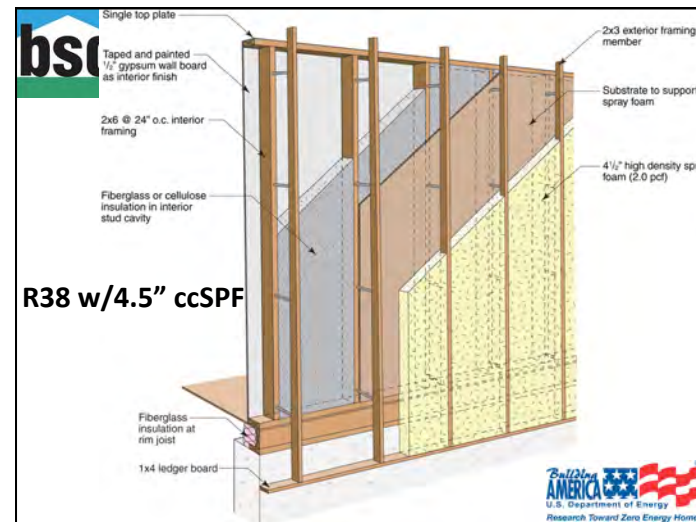 bsc
Single top plate
Taped and painted
½" gypsum wall board
as interior finish
2x6 @ 24" o.c. interior
framing
Fiberglass or cellulose
insulation in interior
stud cavity
R38 w/4.5” ccSPF
Fiberglass
insulation at
rim joist
1x4 ledger board
2x3 exterior framing
member
Substrate to support
spray foam
4½" high density sp
foam (2.0 pcf)
Building
AMERICA
U.S. Department of Energy
Research Toward Zero Energy Home